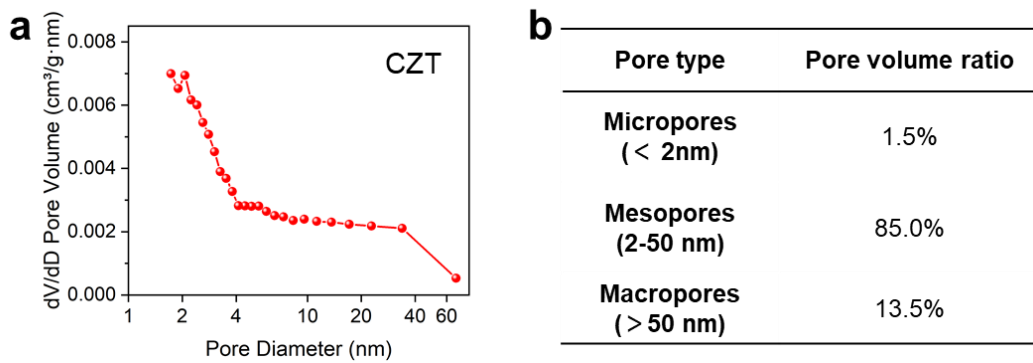 a
CZT
dV/dD Pore Volume (cm³/g·nm)
0.008
0.006
0.004
0.002
0.000
1 2 4 10 20 40 60
Pore Diameter (nm)
b
Pore type Pore volume ratio
Micropores
(< 2nm)
1.5%
Mesopores
(2-50 nm)
85.0%
Macropores
(>50 nm)
13.5%